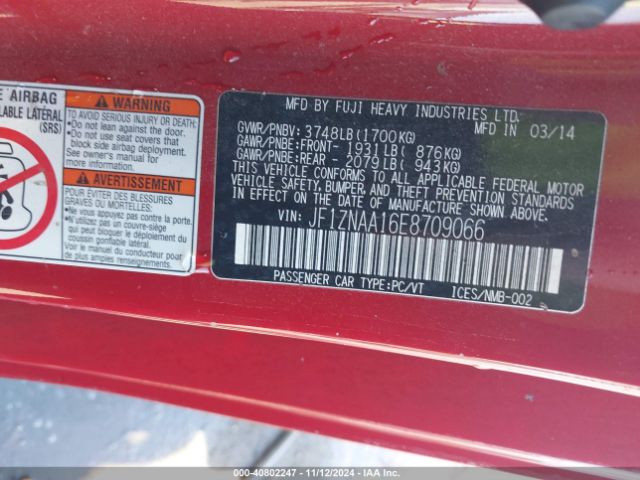 E AIRBAG
LABLE LATÉRAL
(SRS)
WARNING
TO AVOID SERIOUS INJURY OR DEATH:
•Do not lean against the door.
•Do not use seat covers that
block side airbag deployment.
See owner's manual for
more information.
AVERTISSEMENT
POUR ÉVITER DES BLESSURES
GRAVES OU MORTELLES,
•Ne vous appuyez pas contre la porte.
•N'utilisez pas un couvre-siège
qui gênerait le déploiement du
coussin gonflable latéral.
Voir le manuel du conducteur pour
de plus amples informations.
MFD BY FUJI HEAVY INDUSTRIES LTD.
MFD IN 03/14
GVWR/PNBV: 3748LB(1700KG)
GAWR/PNBE:FRONT- 1931LB( 876KG)
GAWR/PNBE:REAR - 2079LB( 943KG)
THIS VEHICLE CONFORMS TO ALL APPLICABLE FEDERAL MOTOR
VEHICLE SAFETY, BUMPER, AND THEFT PREVENTION STANDARDS
IN EFFECT ON THE DATE OF MANUFACTURE SHOWN ABOVE.
VIN: JF1ZNAA16E8709066
PASSENGER CAR TYPE:PC/VT ICES/NMB-002
000-40802247 - 11/12/2024 - IAA Inc.